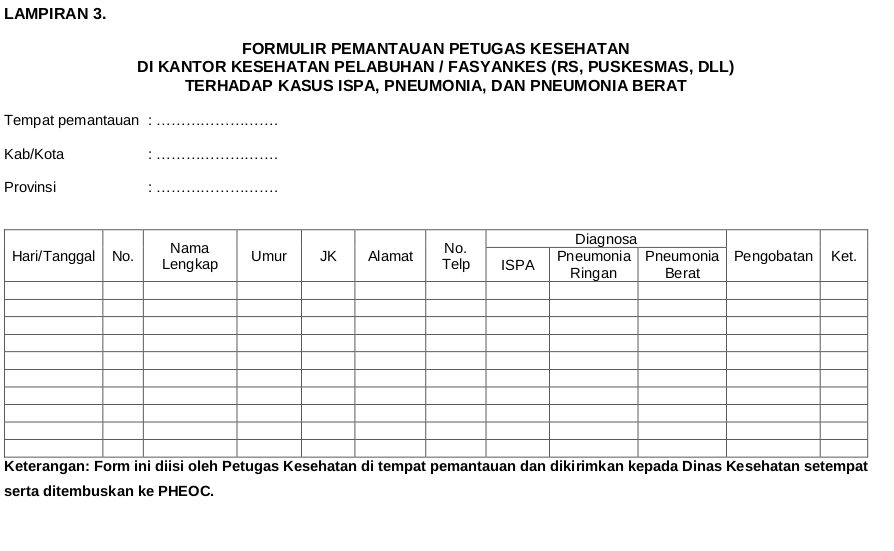 LAMPIRAN 3.
FORMULIR PEMANTAUAN PETUGAS KESEHATAN
DI KANTOR KESEHATAN PELABUHAN / FASYANKES (RS, PUSKESMAS, DLL)
TERHADAP KASUS ISPA, PNEUMONIA, DAN PNEUMONIA BERAT
Tempat pemantauan : ……………………
Kab/Kota : ……………………
Provinsi : ……………………
Hari/Tanggal No. Nama Lengkap Umur JK Alamat No. Telp Diagnosa Pengobatan Ket.
ISPA Pneumonia Ringan Pneumonia Berat
Keterangan: Form ini diisi oleh Petugas Kesehatan di tempat pemantauan dan dikirimkan kepada Dinas Kesehatan setempat
serta ditembuskan ke PHEOC.